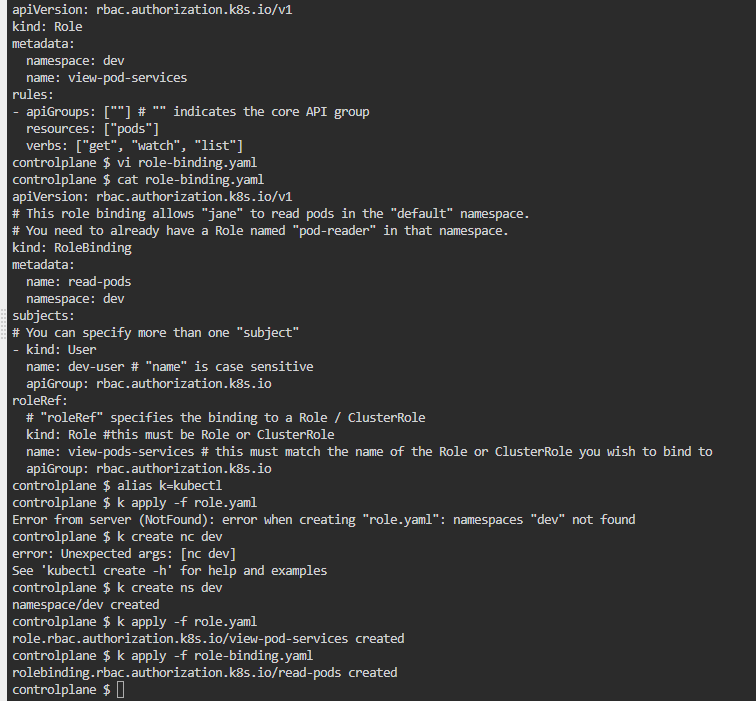 apiVersion: rbac.authorization.k8s.io/v1
kind: Role
metadata:
  namespace: dev
  name: view-pod-services
rules:
- apiGroups: [""] # "" indicates the core API group
  resources: ["pods"]
  verbs: ["get", "watch", "list"]
controlplane $ vi role-binding.yaml
controlplane $ cat role-binding.yaml
apiVersion: rbac.authorization.k8s.io/v1
# This role binding allows "jane" to read pods in the "default" namespace.
# You need to already have a Role named "pod-reader" in that namespace.
kind: RoleBinding
metadata:
  name: read-pods
  namespace: dev
subjects:
# You can specify more than one "subject"
- kind: User
  name: dev-user # "name" is case sensitive
  apiGroup: rbac.authorization.k8s.io
roleRef:
  # "roleRef" specifies the binding to a Role / ClusterRole
  kind: Role #this must be Role or ClusterRole
  name: view-pods-services # this must match the name of the Role or ClusterRole you wish to bind to
  apiGroup: rbac.authorization.k8s.io
controlplane $ alias k=kubectl
controlplane $ k apply -f role.yaml
Error from server (NotFound): error when creating "role.yaml": namespaces "dev" not found
controlplane $ k create nc dev
error: Unexpected args: [nc dev]
See 'kubectl create -h' for help and examples
controlplane $ k create ns dev
namespace/dev created
controlplane $ k apply -f role.yaml
role.rbac.authorization.k8s.io/view-pod-services created
controlplane $ k apply -f role-binding.yaml
rolebinding.rbac.authorization.k8s.io/read-pods created
controlplane $